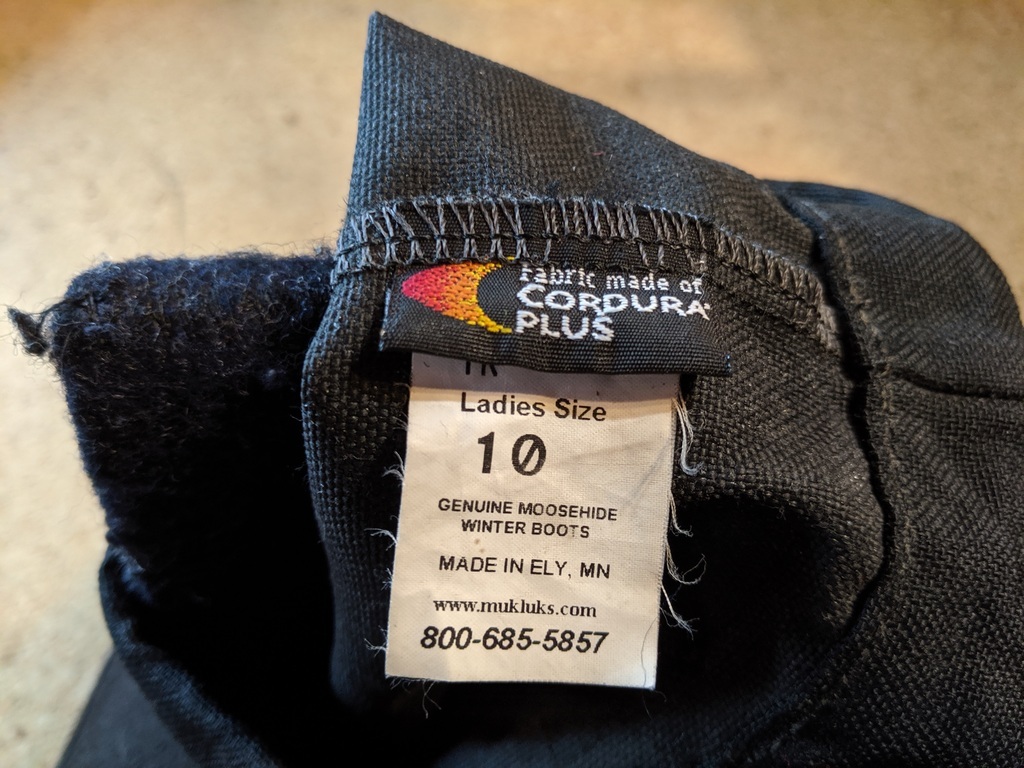 Fabric made of
CORDURA
PLUS
Ladies Size
10
GENUINE MOOSEHIDE
WINTER BOOTS
MADE IN ELY, MN
www.mukluks.com
800-685-5857